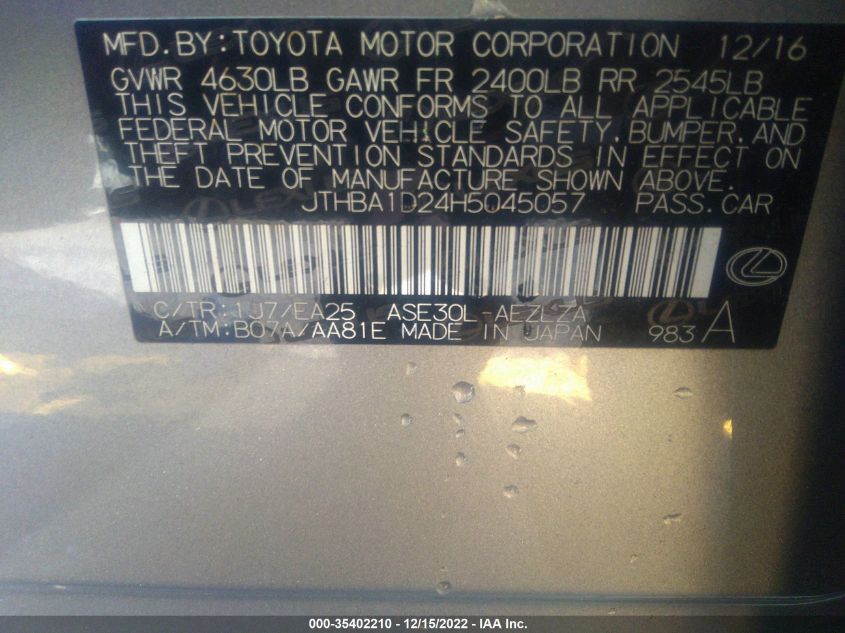 MFD.BY:TOYOTA MOTOR CORPORATION 12/16
GVWR 4630LB GAWR FR 2400LB RR 2545LB
THIS VEHICLE CONFORMS TO ALL APPLICABLE
FEDERAL MOTOR VEHICLE SAFETY,BUMPER,AND
THEFT PREVENTION STANDARDS IN EFFECT ON
THE DATE OF MANUFACTURE SHOWN ABOVE.
JTHBA1D24H5045057 PASS.CAR
C/TR:1J7/EA25 ASE30L-AEZLZA
A/TM:B07A/AA81E MADE IN JAPAN 983 A
000-35402210 - 12/15/2022 - IAA Inc.